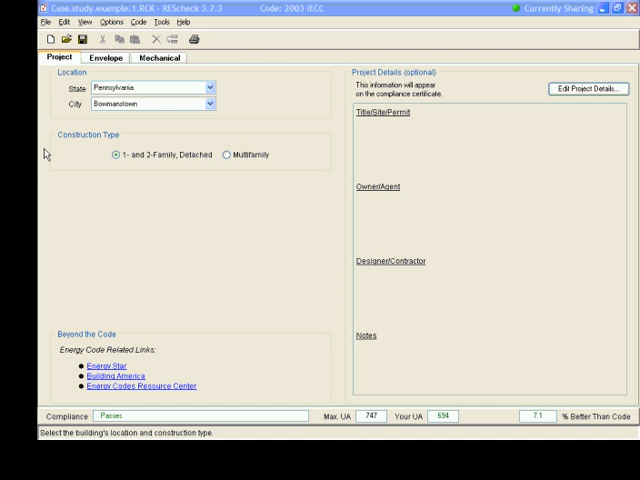 Case.study.example.1.RCK - REScheck 3.7.3 Code: 2003 IECC Currently Sharing
File Edit View Options Code Tools Help
Project Envelope Mechanical
Location
State Pennsylvania
City Bowmanstown
Construction Type
1- and 2-Family, Detached Multifamily
Project Details (optional)
This information will appear
on the compliance certificate.
Edit Project Details...
Title/Site/Permit
Owner/Agent
Designer/Contractor
Notes
Beyond the Code
Energy Code Related Links:
Energy Star
Building America
Energy Codes Resource Center
Compliance Passes Max. UA 747 Your UA 694 7.1 % Better Than Code
Select the building's location and construction type.